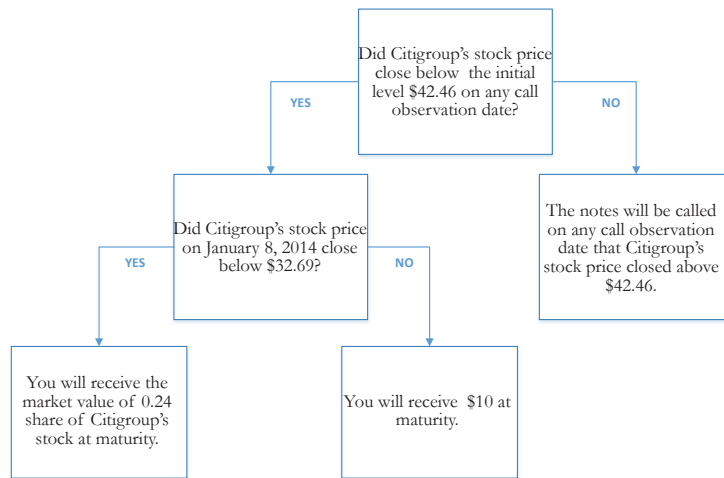 Did Citigroup's stock price
close below the initial
level $42.46 on any call
observation date?
YES
NO
Did Citigroup's stock price
on January 8, 2014 close
below $32.69?
The notes will be called
on any call observation
date that Citigroup's
stock price closed above
$42.46.
YES
NO
You will receive the
market value of 0.24
share of Citigroup's
stock at maturity.
You will receive $10 at
maturity.